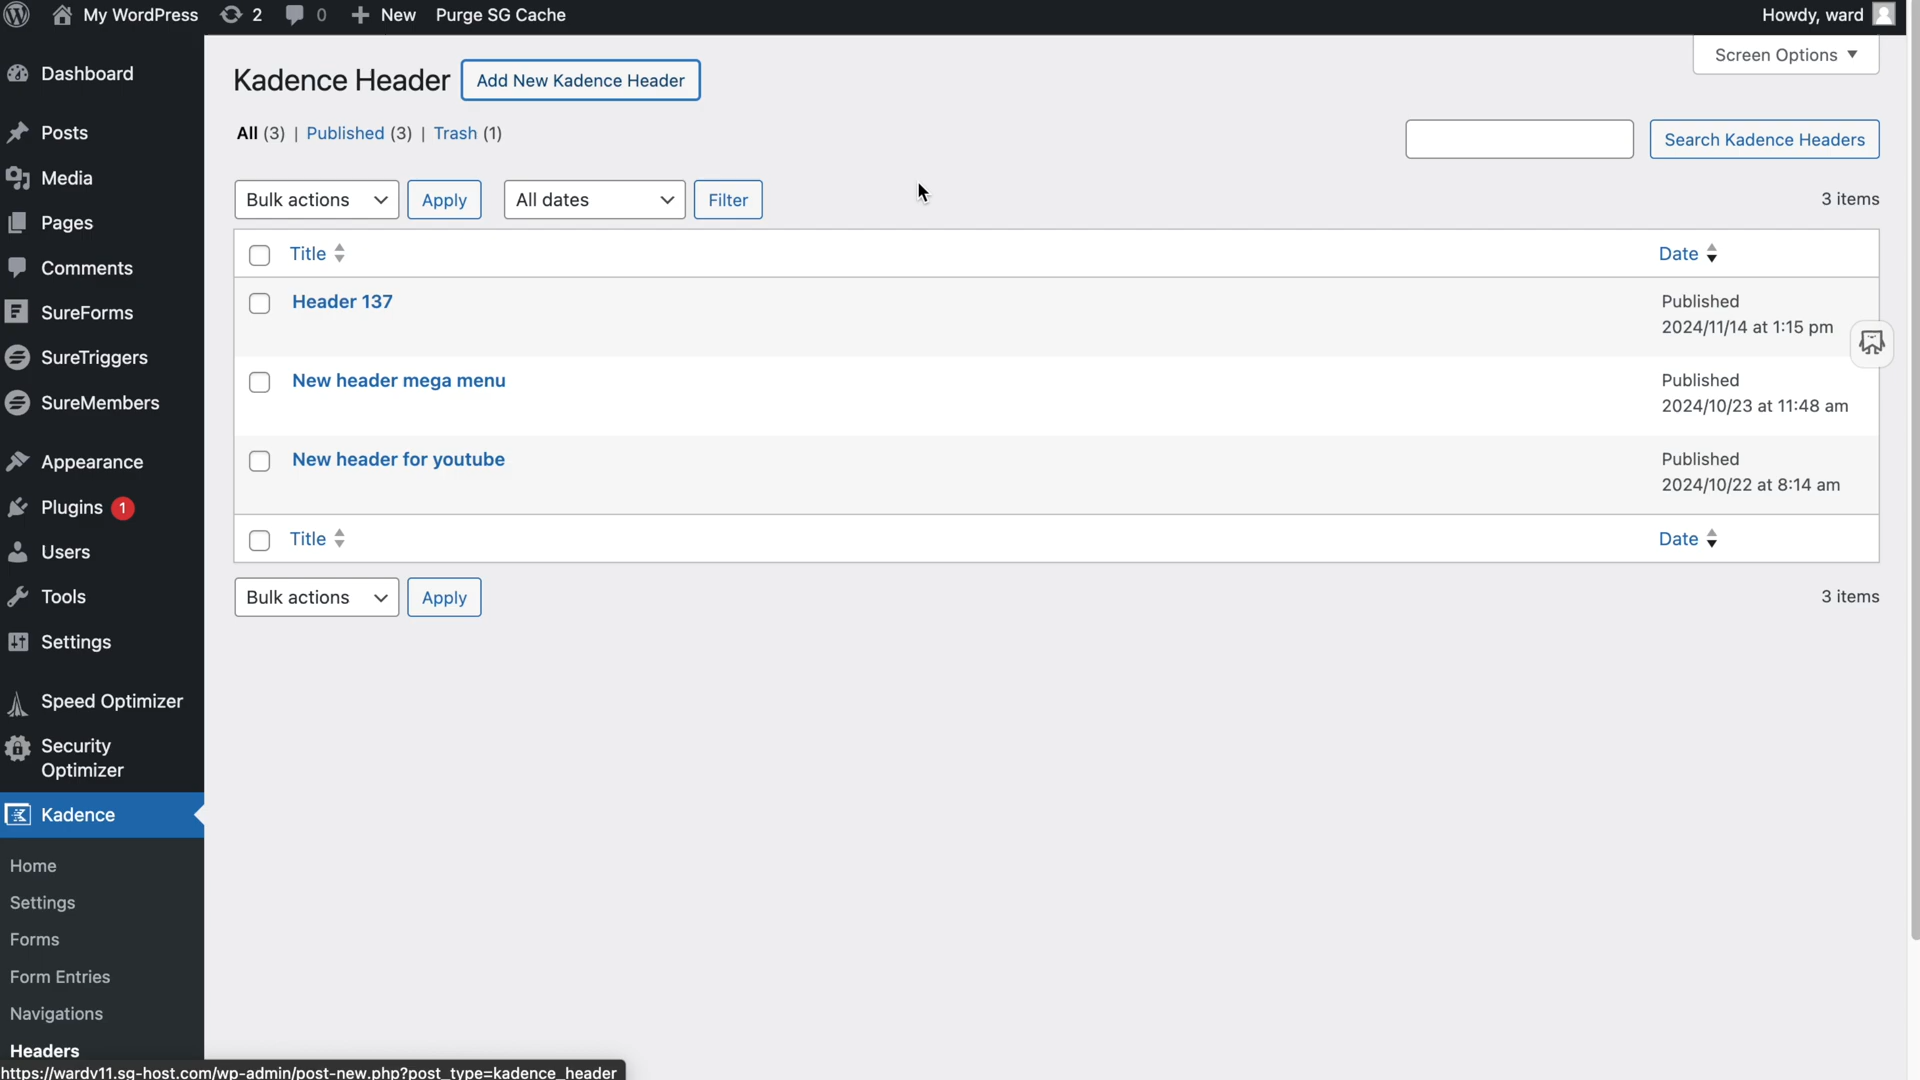 My WordPress 2 0 New Purge SG Cache Howdy, ward
Screen Options
Dashboard
Posts
Media
Pages
Comments
SureForms
SureTriggers
SureMembers
Appearance
Plugins 1
Users
Tools
Settings
Speed Optimizer
Security
Optimizer
Kadence
Home
Settings
Forms
Form Entries
Navigations
Headers
Kadence Header Add New Kadence Header
All (3) | Published (3) | Trash (1)
Search Kadence Headers
Bulk actions Apply All dates Filter 3 items
Title Date
Header 137 Published
2024/11/14 at 1:15 pm
New header mega menu Published
2024/10/23 at 11:48 am
New header for youtube Published
2024/10/22 at 8:14 am
Title Date
Bulk actions Apply 3 items
https://wardv11.sg-host.com/wp-admin/post-new.php?post_type=kadence_header